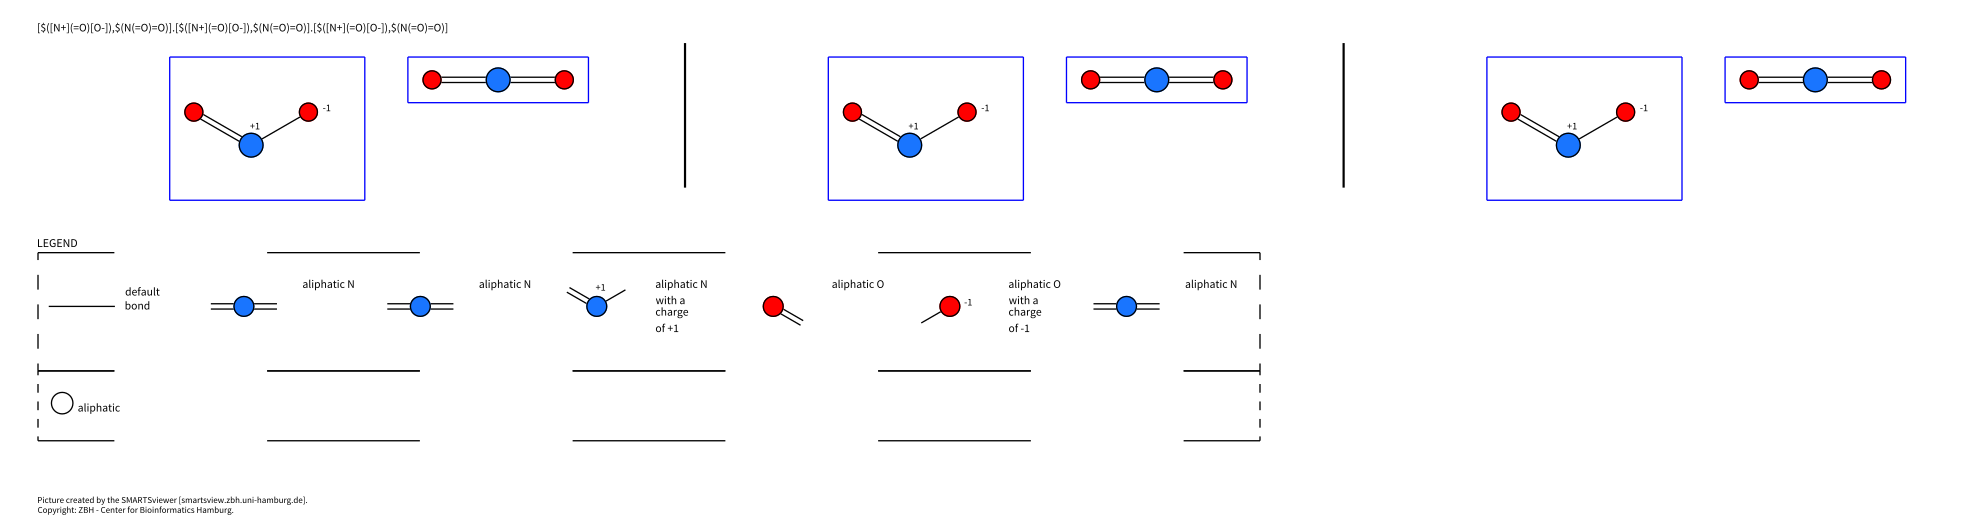 [$([N+](=O)[O-]),$(N(=O)=O)].[$([N+](=O)[O-]),$(N(=O)=O)].[$([N+](=O)[O-]),$(N(=O)=O)]
+1
-1
+1
-1
+1
-1
LEGEND
default
bond
aliphatic N
aliphatic N
+1
aliphatic N
with a
charge
of +1
aliphatic O
-1
aliphatic O
with a
charge
of -1
aliphatic N
aliphatic
Picture created by the SMARTSviewer [smartsview.zbh.uni-hamburg.de].
Copyright: ZBH - Center for Bioinformatics Hamburg.